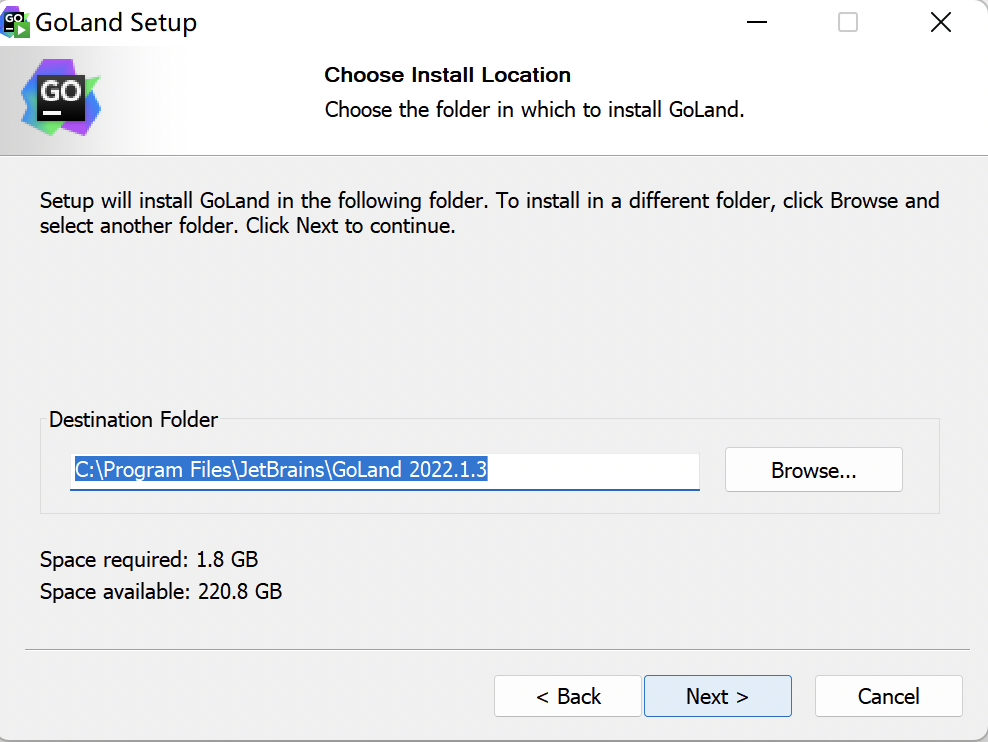 GO GoLand Setup
GO
Choose Install Location
Choose the folder in which to install GoLand.
Setup will install GoLand in the following folder. To install in a different folder, click Browse and
select another folder. Click Next to continue.
Destination Folder
C:\Program Files\JetBrains\GoLand 2022.1.3
Browse...
Space required: 1.8 GB
Space available: 220.8 GB
< Back Next > Cancel